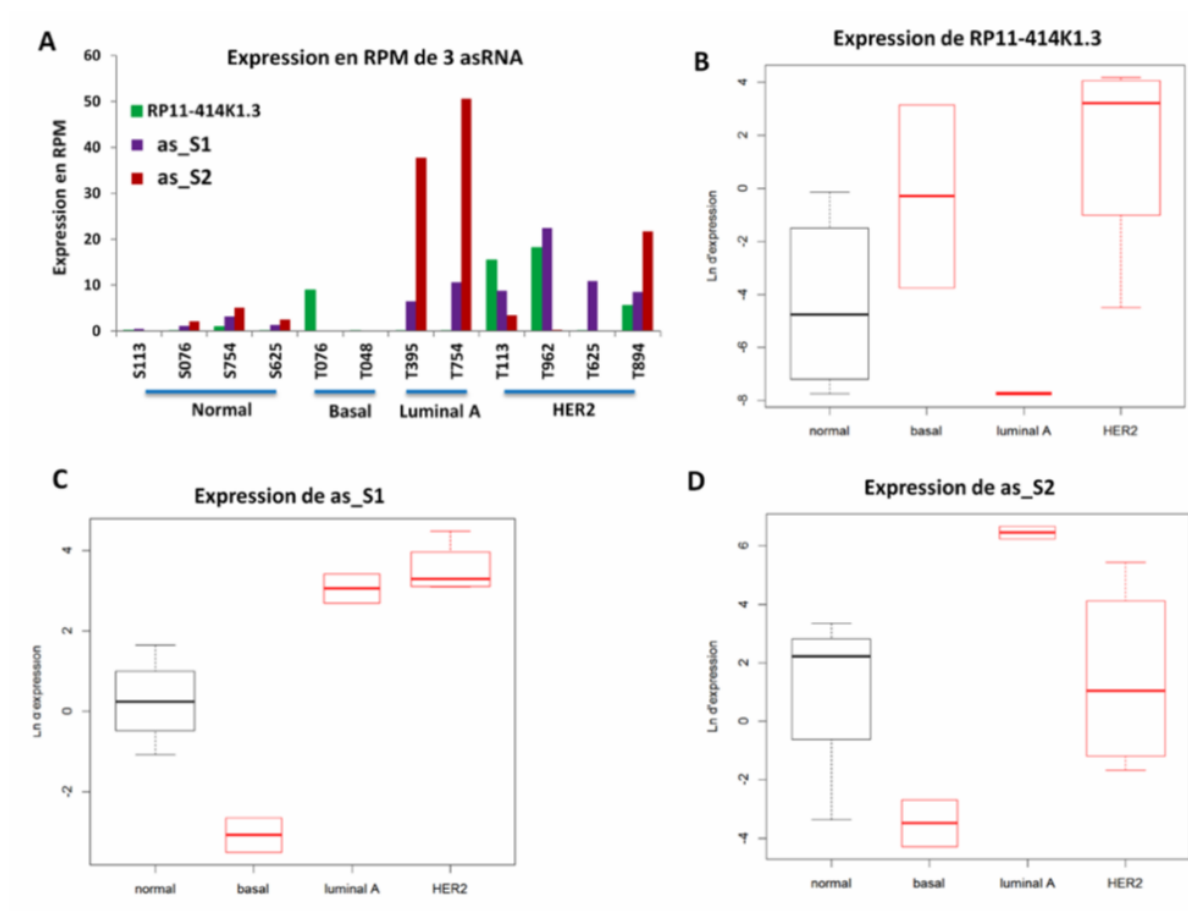 A
Expression en RPM de 3 asRNA
Expression en RPM
60
50
40
30
20
10
0
RP11-414K1.3
as_S1
as_S2
S113
S076
S754
S625
T076
T048
T395
T754
T113
T962
T625
T894
Normal
Basal
Luminal A
HER2
B
Expression de RP11-414K1.3
Ln d'expression
4
2
0
-2
-4
-6
-8
normal
basal
luminal A
HER2
C
Expression de as_S1
Ln d'expression
4
2
0
-2
normal
basal
luminal A
HER2
D
Expression de as_S2
Ln d'expression
6
4
2
0
-2
-4
normal
basal
luminal A
HER2